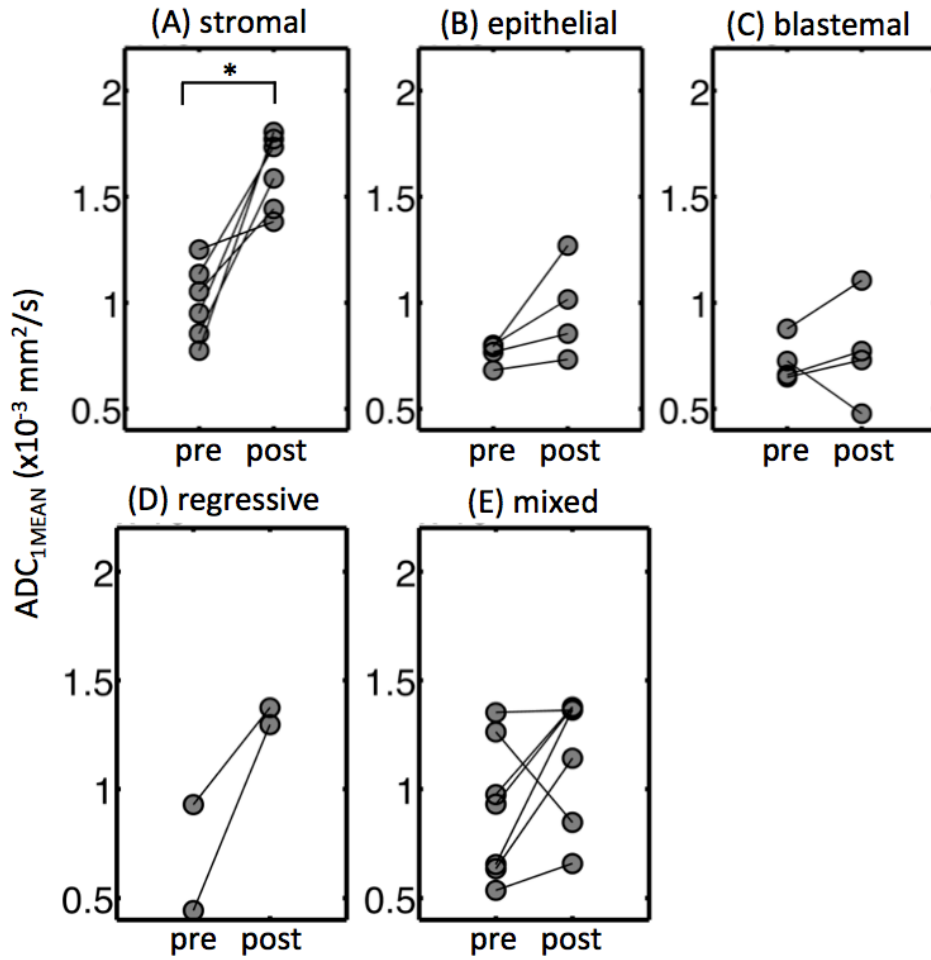 (A) stromal
(B) epithelial
(C) blastemal
*
2
1.5
1
0.5
pre post
2
1.5
1
0.5
pre post
2
1.5
1
0.5
pre post
ADC1MEAN (x10-3 mm2/s)
(D) regressive
(E) mixed
2
1.5
1
0.5
pre post
2
1.5
1
0.5
pre post